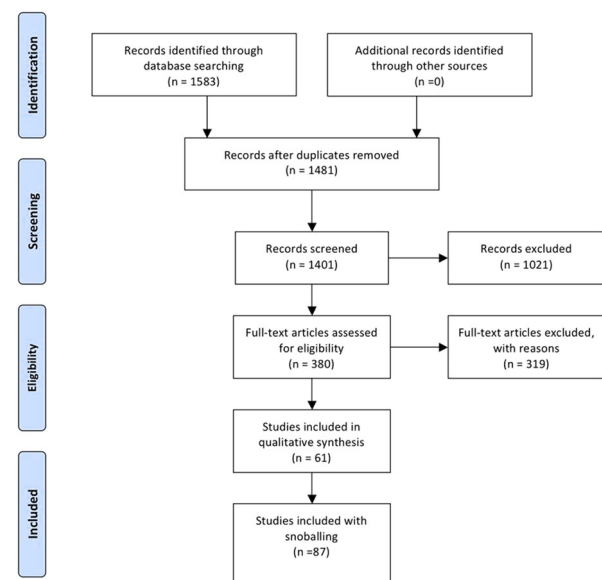 Identification
Records identified through
database searching
(n = 1583)
Additional records identified
through other sources
(n =0)
Records after duplicates removed
(n = 1481)
Screening
Records screened
(n = 1401)
Records excluded
(n = 1021)
Eligibility
Full-text articles assessed
for eligibility
(n = 380)
Full-text articles excluded,
with reasons
(n = 319)
Studies included in
qualitative synthesis
(n = 61)
Included
Studies included with
snoballing
(n =87)